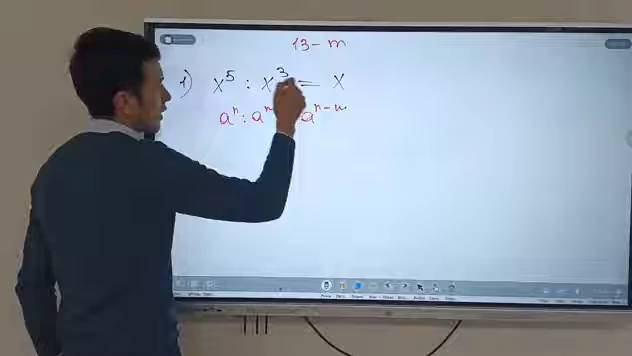 13 - m
1) x⁵ : x³ = x
aⁿ : aᵐ = aⁿ⁻ᵐ